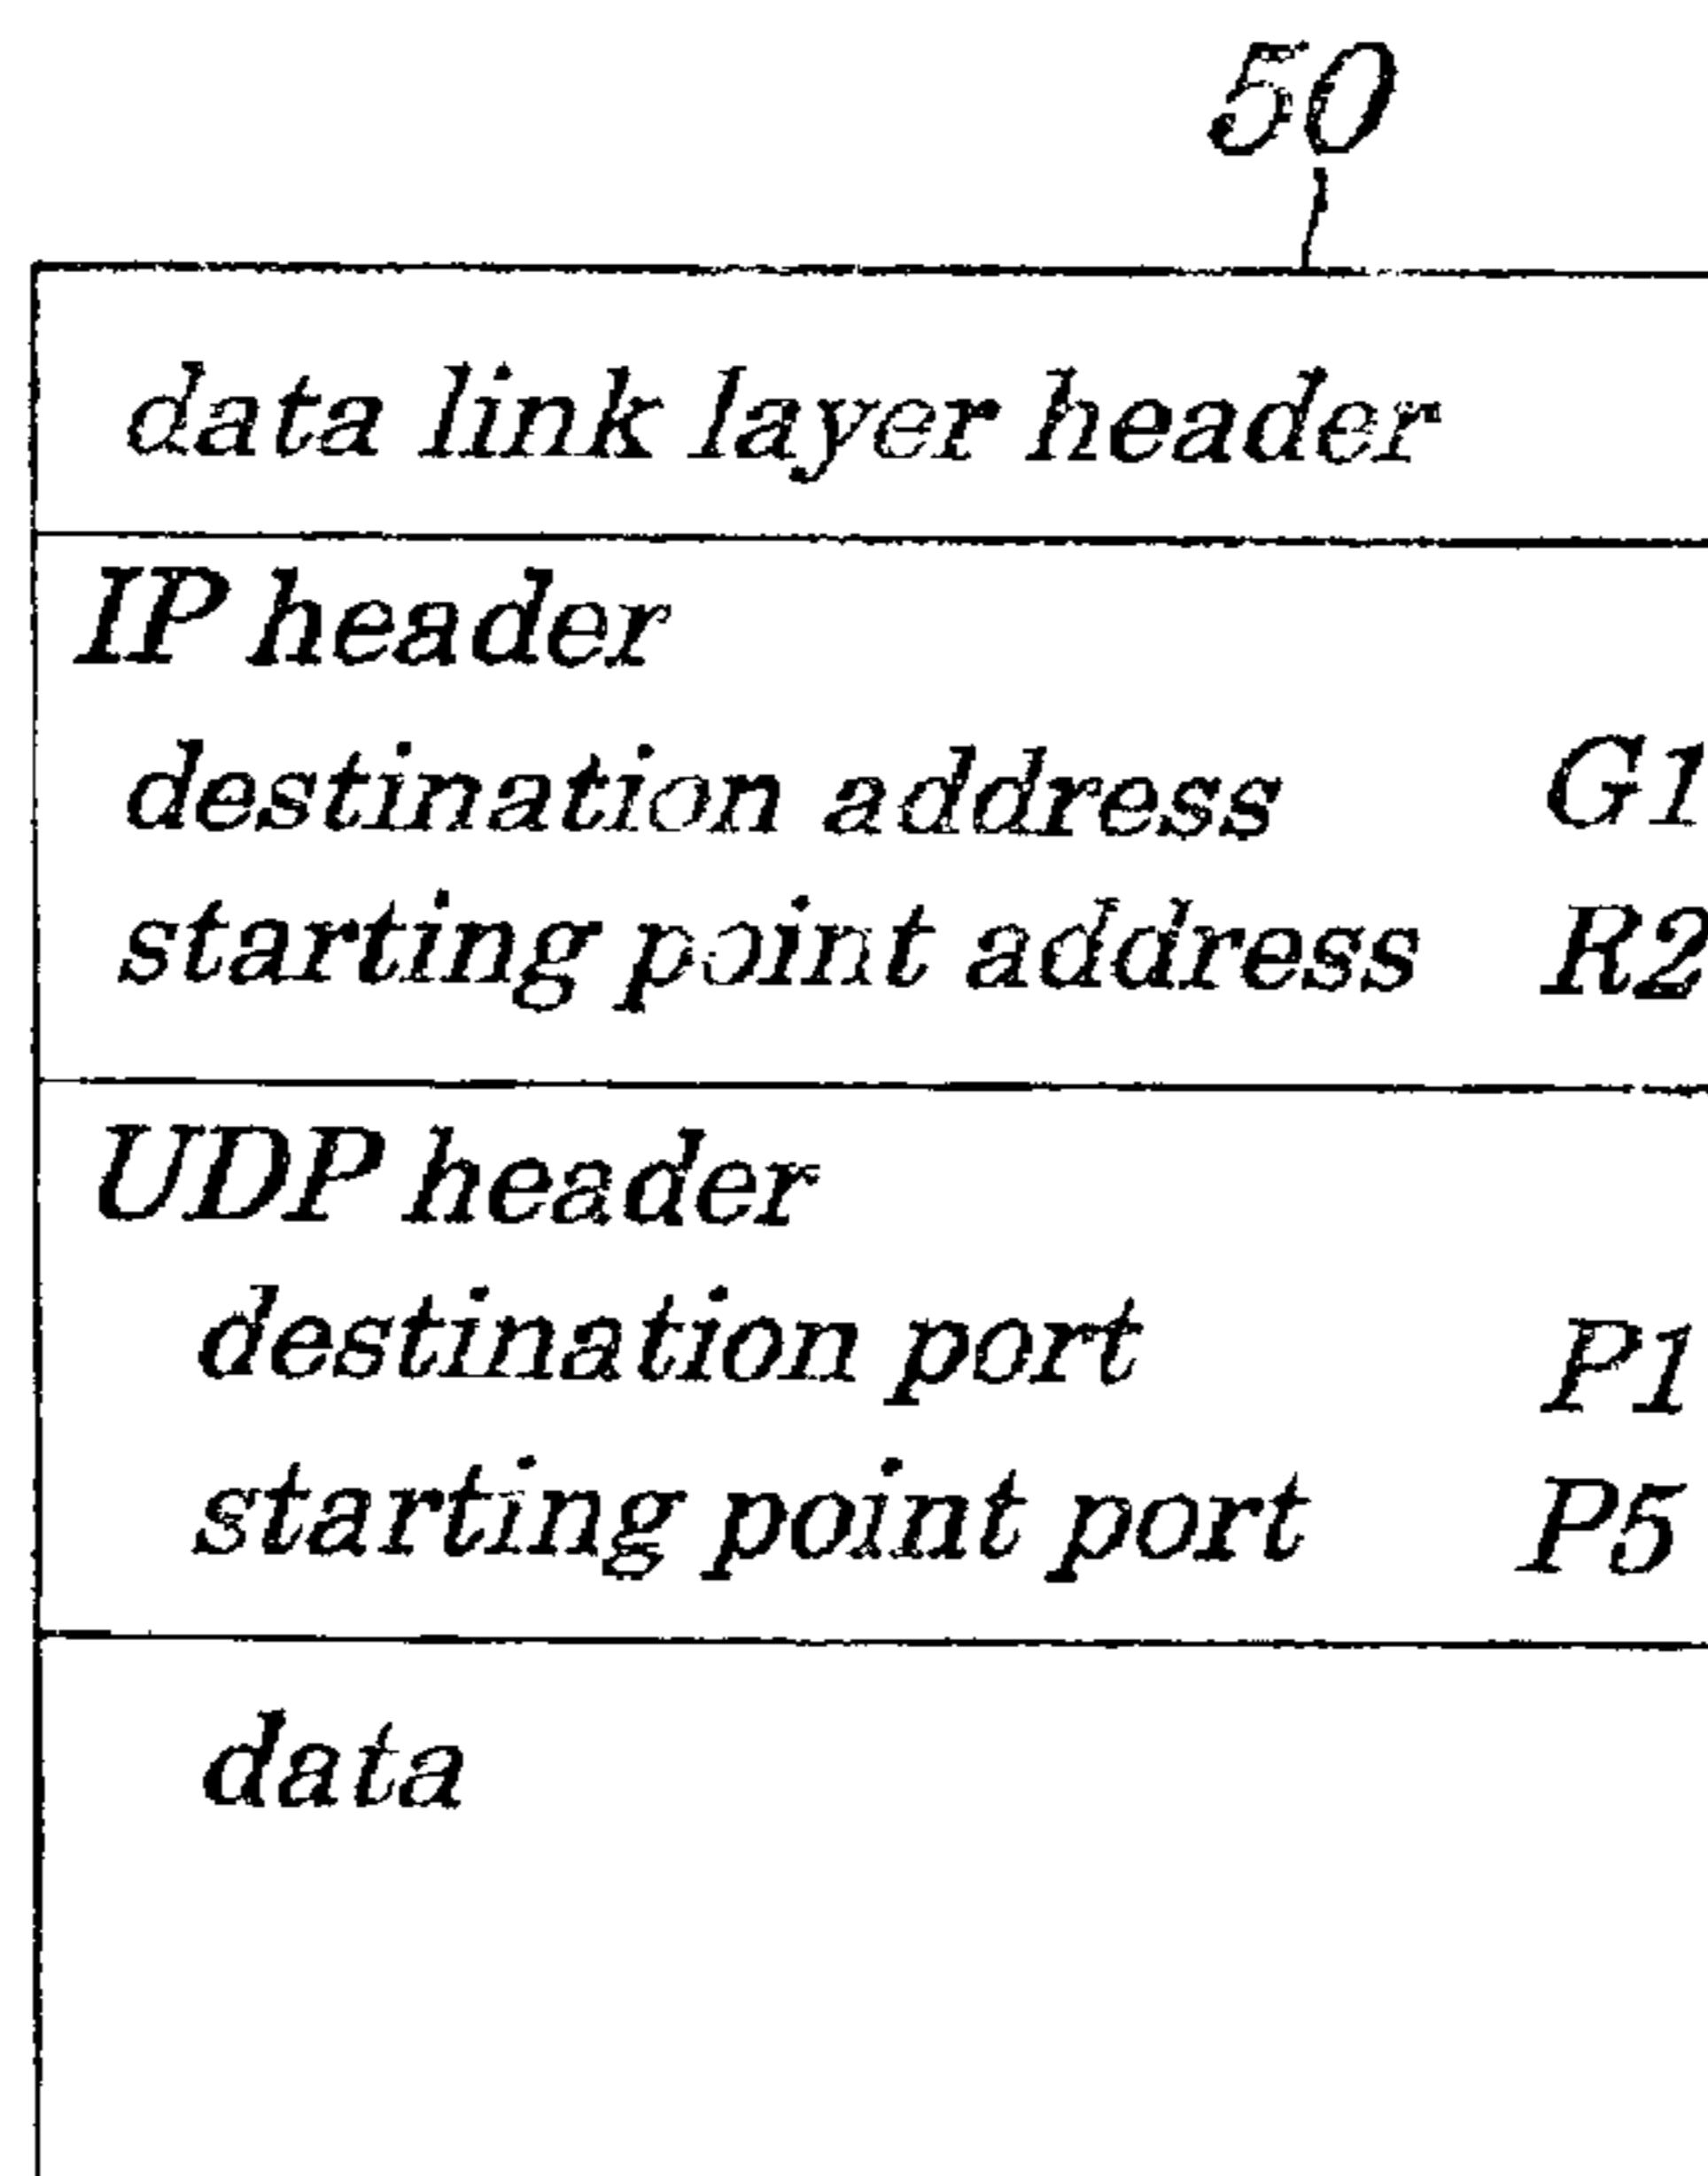 50
data link layer header
IP header
destination address G1
starting point address R2
UDP header
destination port P1
starting point port P5
data